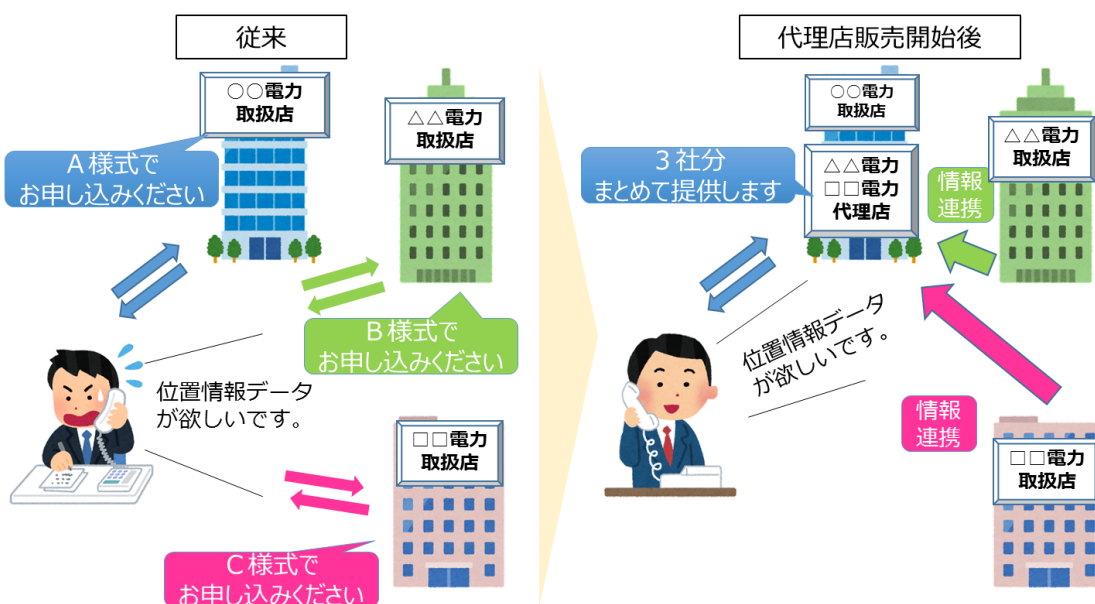 従来
○○電力
取扱店
△△電力
取扱店
A様式で
お申し込みください
B様式で
お申し込みください
位置情報データ
が欲しいです。
□□電力
取扱店
C様式で
お申し込みください
代理店販売開始後
○○電力
取扱店
△△電力
□□電力
代理店
3社分
まとめて提供します
△△電力
取扱店
情報
連携
位置情報データ
が欲しいです。
情報
連携
□□電力
取扱店